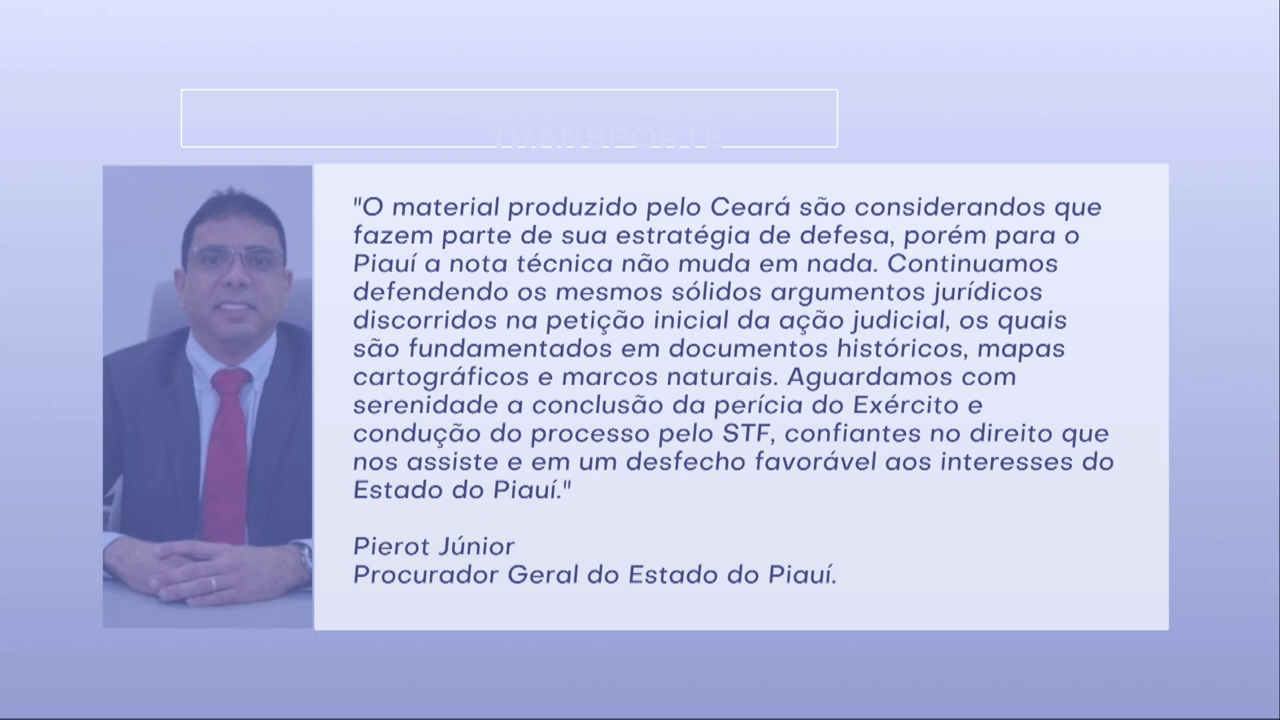 TRANSPORTE
"O material produzido pelo Ceará são considerandos que
fazem parte de sua estratégia de defesa, porém para o
Piauí a nota técnica não muda em nada. Continuamos
defendendo os mesmos sólidos argumentos jurídicos
discorridos na petição inicial da ação judicial, os quais
são fundamentados em documentos históricos, mapas
cartográficos e marcos naturais. Aguardamos com
serenidade a conclusão da perícia do Exército e
condução do processo pelo STF, confiantes no direito que
nos assiste e em um desfecho favorável aos interesses do
Estado do Piauí."
Pierot Júnior
Procurador Geral do Estado do Piauí.